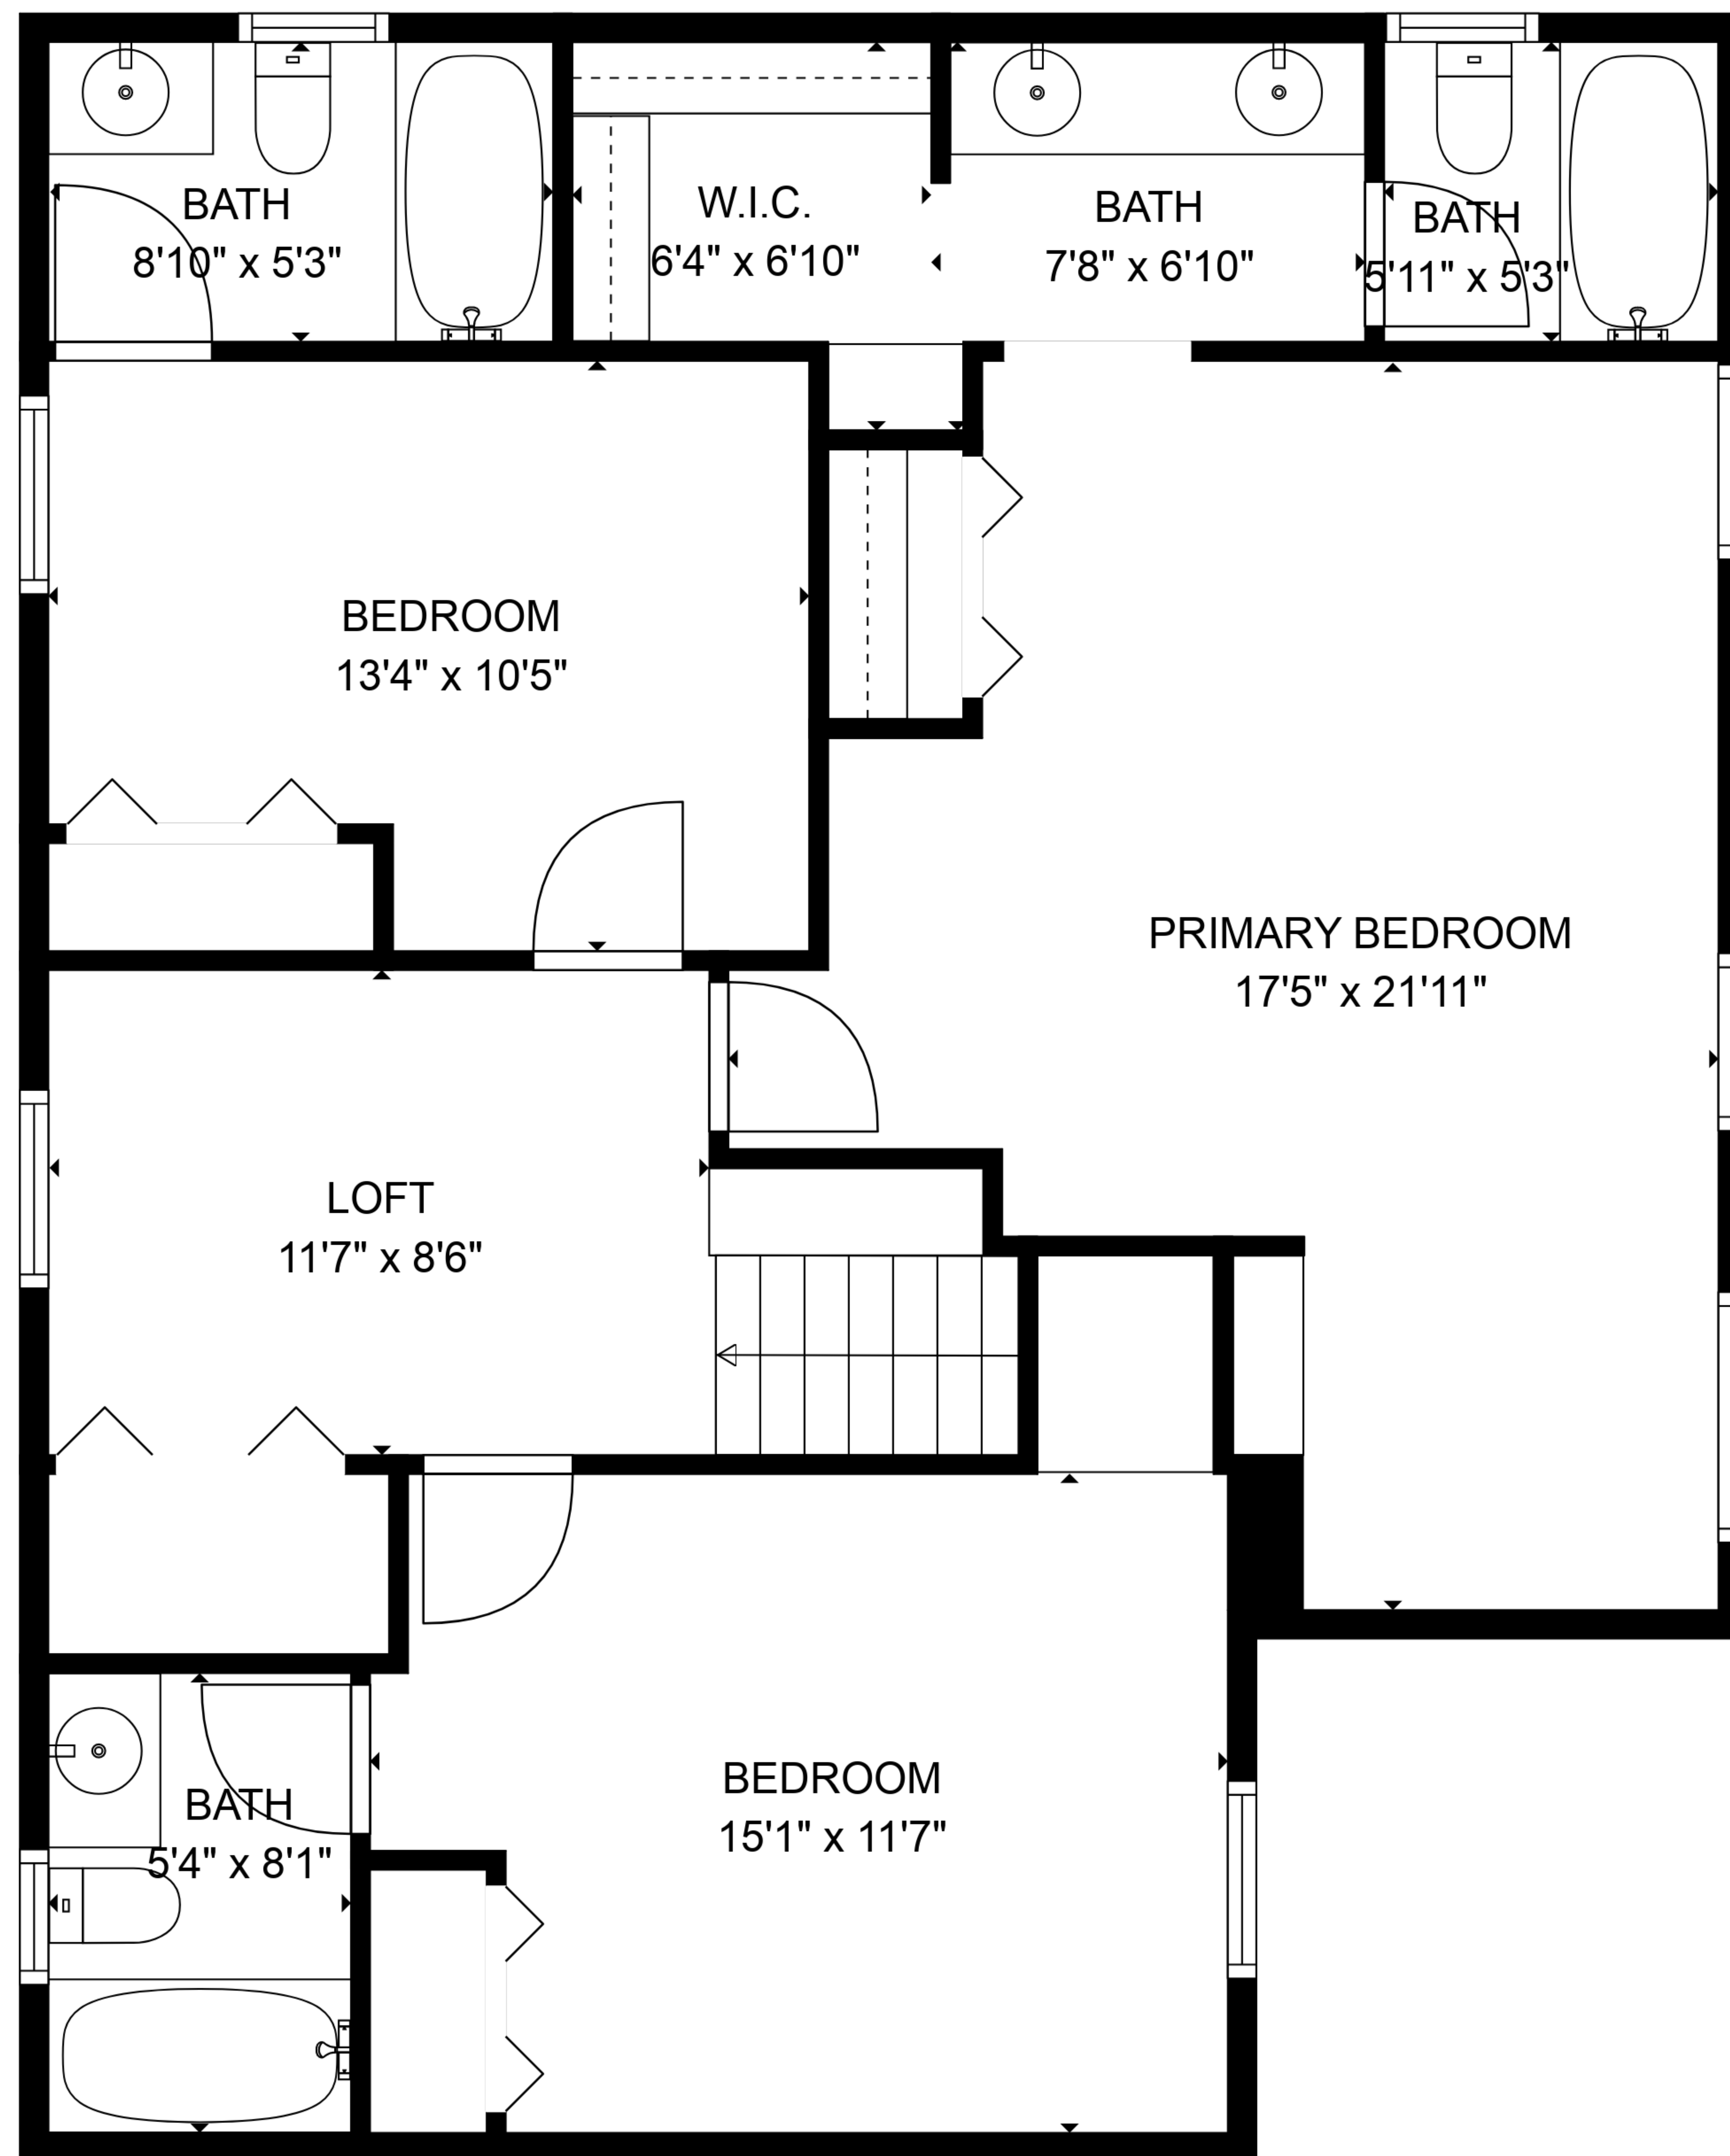 BATH
8'10" x 5'3"
W.I.C.
6'4" x 6'10"
BATH
7'8" x 6'10"
BATH
5'11" x 5'3"
BEDROOM
13'4" x 10'5"
PRIMARY BEDROOM
17'5" x 21'11"
LOFT
11'7" x 8'6"
BEDROOM
15'1" x 11'7"
BATH
5'4" x 8'1"